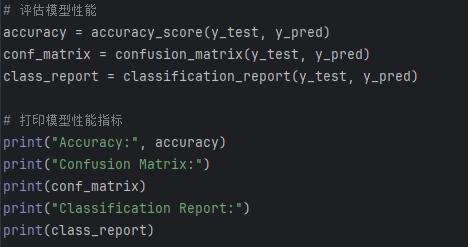 # 评估模型性能
accuracy = accuracy_score(y_test, y_pred)
conf_matrix = confusion_matrix(y_test, y_pred)
class_report = classification_report(y_test, y_pred)
# 打印模型性能指标
print("Accuracy:", accuracy)
print("Confusion Matrix:")
print(conf_matrix)
print("Classification Report:")
print(class_report)